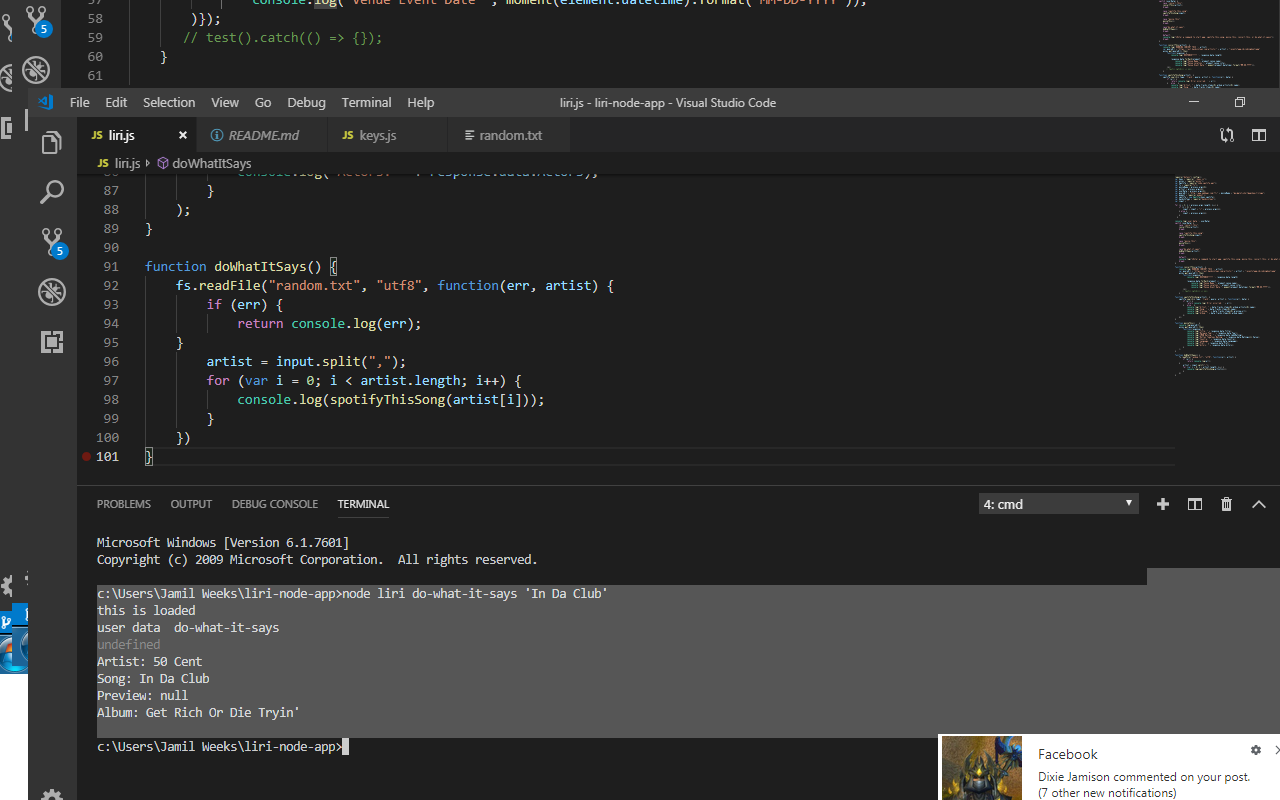 console.log("Venue Event Date ", moment(element.datetime).format("MM-DD-YYYY"));
58 )});
59 // test().catch(() => {});
60 }
61
5
File Edit Selection View Go Debug Terminal Help liri.js - liri-node-app - Visual Studio Code
JS liri.js × README.md JS keys.js random.txt
JS liri.js doWhatItSays
87 }
88 );
89 }
90
91 function doWhatItSays() {
92 fs.readFile("random.txt", "utf8", function(err, artist) {
93 if (err) {
94 return console.log(err);
95 }
96 artist = input.split(",");
97 for (var i = 0; i < artist.length; i++) {
98 console.log(spotifyThisSong(artist[i]));
99 }
100 })
101 }
5
PROBLEMS OUTPUT DEBUG CONSOLE TERMINAL 4: cmd
Microsoft Windows [Version 6.1.7601]
Copyright (c) 2009 Microsoft Corporation. All rights reserved.
c:\Users\Jamil Weeks\liri-node-app>node liri do-what-it-says 'In Da Club'
this is loaded
user data do-what-it-says
undefined
Artist: 50 Cent
Song: In Da Club
Preview: null
Album: Get Rich Or Die Tryin'
c:\Users\Jamil Weeks\liri-node-app>
Facebook
Dixie Jamison commented on your post.
(7 other new notifications)